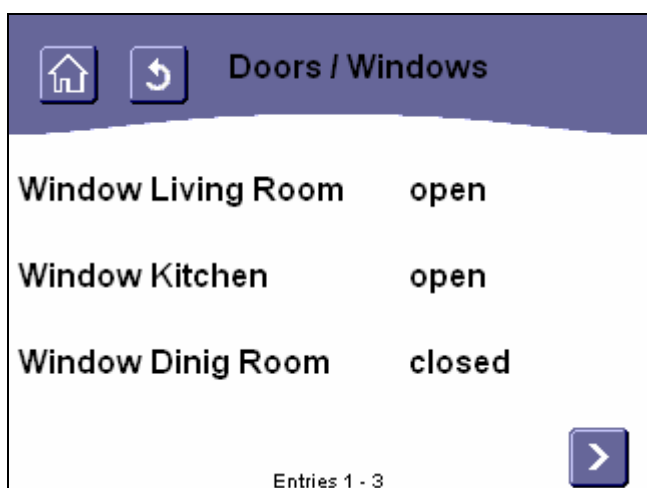 Doors / Windows
Window Living Room open
Window Kitchen open
Window Dinig Room closed
Entries 1 - 3